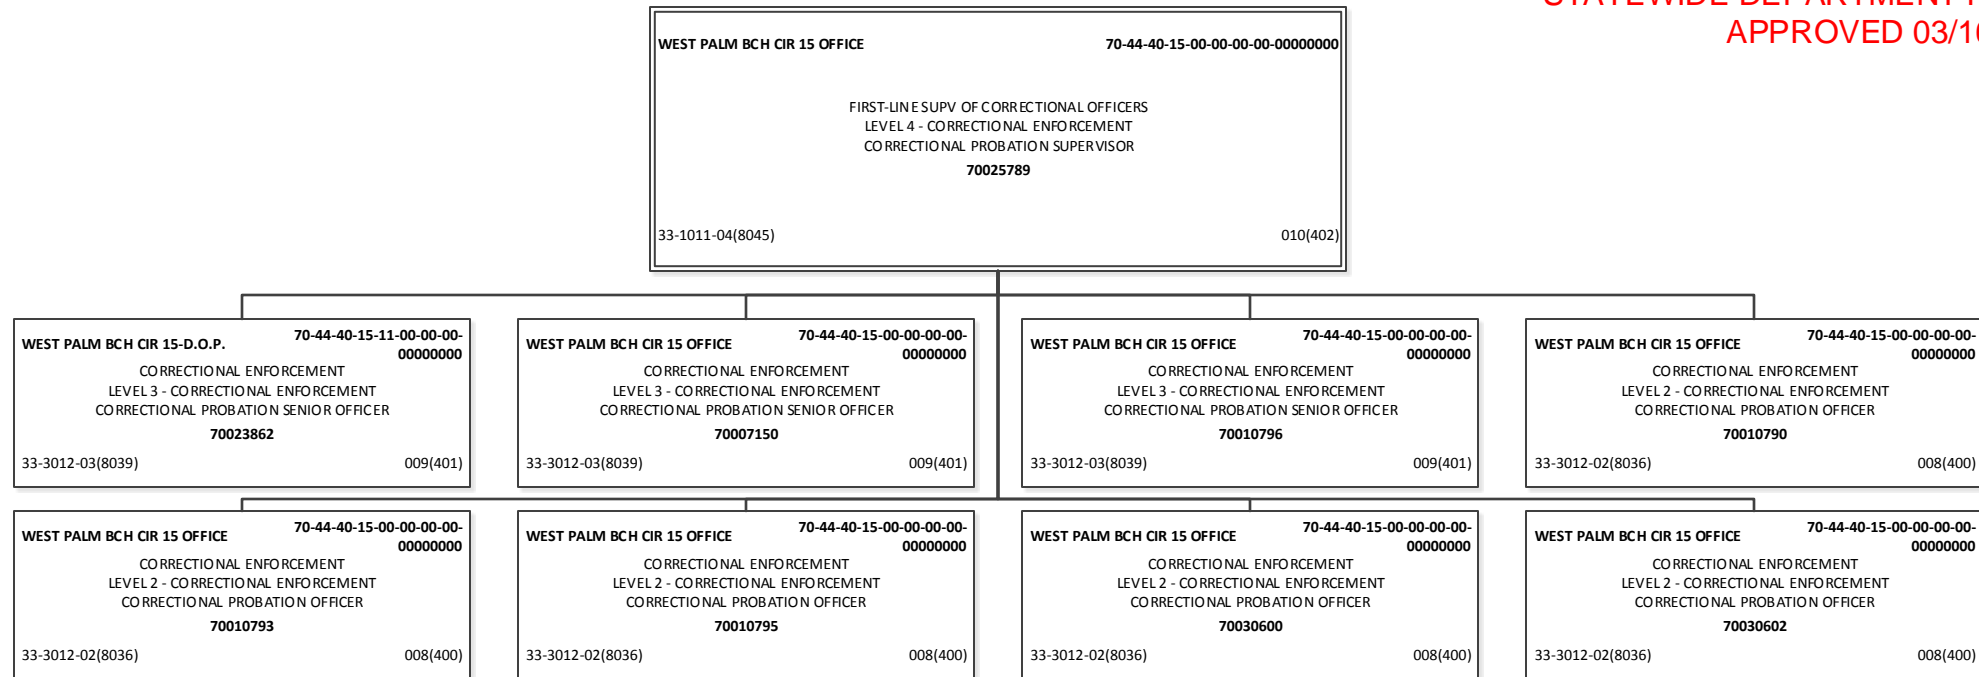 STATEWIDE DEPARTMENT
APPROVED 03/10
WEST PALM BCH CIR 15 OFFICE 70-44-40-15-00-00-00-00-00000000
FIRST-LINE SUPV OF CORRECTIONAL OFFICERS
LEVEL 4 - CORRECTIONAL ENFORCEMENT
CORRECTIONAL PROBATION SUPERVISOR
70025789
33-1011-04(8045) 010(402)
WEST PALM BCH CIR 15-D.O.P. 70-44-40-15-11-00-00-00-
00000000
CORRECTIONAL ENFORCEMENT
LEVEL 3 - CORRECTIONAL ENFORCEMENT
CORRECTIONAL PROBATION SENIOR OFFICER
70023862
33-3012-03(8039) 009(401)
WEST PALM BCH CIR 15 OFFICE 70-44-40-15-00-00-00-00-
00000000
CORRECTIONAL ENFORCEMENT
LEVEL 3 - CORRECTIONAL ENFORCEMENT
CORRECTIONAL PROBATION SENIOR OFFICER
70007150
33-3012-03(8039) 009(401)
WEST PALM BCH CIR 15 OFFICE 70-44-40-15-00-00-00-00-
00000000
CORRECTIONAL ENFORCEMENT
LEVEL 3 - CORRECTIONAL ENFORCEMENT
CORRECTIONAL PROBATION SENIOR OFFICER
70010796
33-3012-03(8039) 009(401)
WEST PALM BCH CIR 15 OFFICE 70-44-40-15-00-00-00-00-
00000000
CORRECTIONAL ENFORCEMENT
LEVEL 2 - CORRECTIONAL ENFORCEMENT
CORRECTIONAL PROBATION OFFICER
70010790
33-3012-02(8036) 008(400)
WEST PALM BCH CIR 15 OFFICE 70-44-40-15-00-00-00-00-
00000000
CORRECTIONAL ENFORCEMENT
LEVEL 2 - CORRECTIONAL ENFORCEMENT
CORRECTIONAL PROBATION OFFICER
70010793
33-3012-02(8036) 008(400)
WEST PALM BCH CIR 15 OFFICE 70-44-40-15-00-00-00-00-
00000000
CORRECTIONAL ENFORCEMENT
LEVEL 2 - CORRECTIONAL ENFORCEMENT
CORRECTIONAL PROBATION OFFICER
70010795
33-3012-02(8036) 008(400)
WEST PALM BCH CIR 15 OFFICE 70-44-40-15-00-00-00-00-
00000000
CORRECTIONAL ENFORCEMENT
LEVEL 2 - CORRECTIONAL ENFORCEMENT
CORRECTIONAL PROBATION OFFICER
70030600
33-3012-02(8036) 008(400)
WEST PALM BCH CIR 15 OFFICE 70-44-40-15-00-00-00-00-
00000000
CORRECTIONAL ENFORCEMENT
LEVEL 2 - CORRECTIONAL ENFORCEMENT
CORRECTIONAL PROBATION OFFICER
70030602
33-3012-02(8036) 008(400)